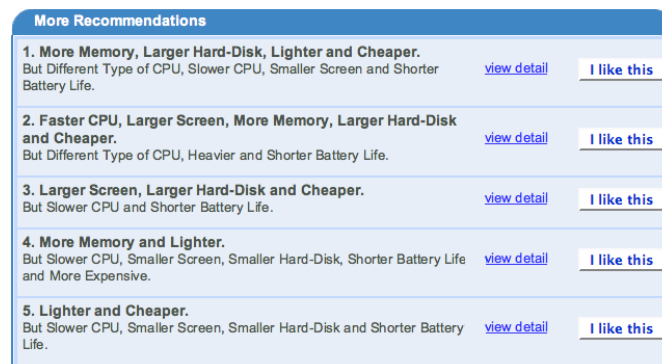 More Recommendations
1. More Memory, Larger Hard-Disk, Lighter and Cheaper.
But Different Type of CPU, Slower CPU, Smaller Screen and Shorter
Battery Life.
view detail
I like this
2. Faster CPU, Larger Screen, More Memory, Larger Hard-Disk
and Cheaper.
But Different Type of CPU, Heavier and Shorter Battery Life.
view detail
I like this
3. Larger Screen, Larger Hard-Disk and Cheaper.
But Slower CPU and Shorter Battery Life.
view detail
I like this
4. More Memory and Lighter.
But Slower CPU, Smaller Screen, Smaller Hard-Disk, Shorter Battery Life
and More Expensive.
view detail
I like this
5. Lighter and Cheaper.
But Slower CPU, Smaller Screen, Smaller Hard-Disk and Shorter Battery
Life.
view detail
I like this